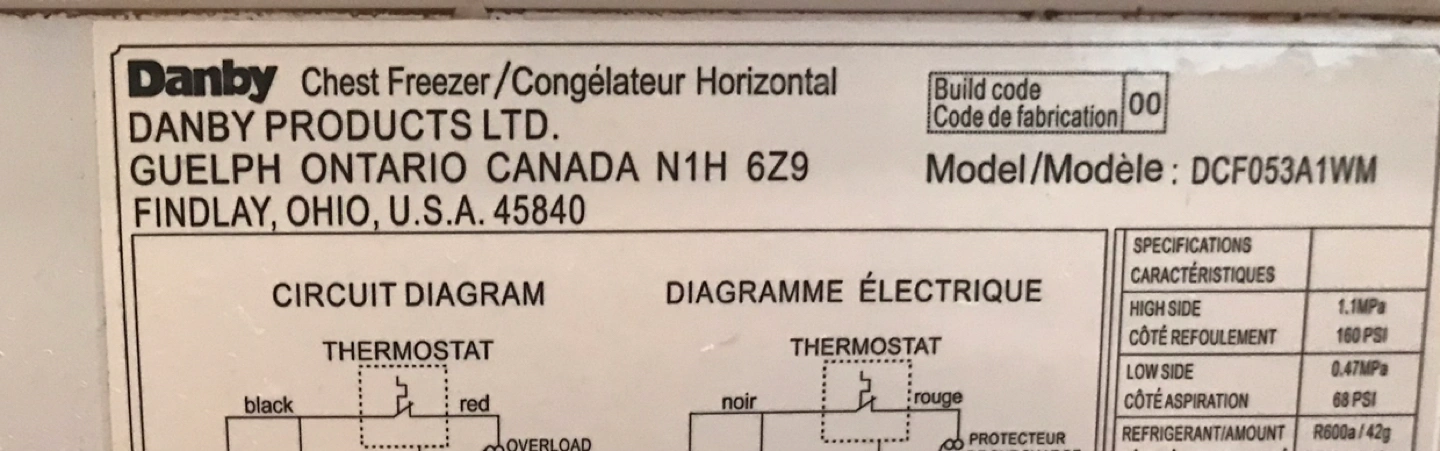 Danby Chest Freezer/Congélateur Horizontal
DANBY PRODUCTS LTD.
GUELPH ONTARIO CANADA N1H 6Z9
FINDLAY, OHIO, U.S.A. 45840
Build code
Code de fabrication 00
Model/Modèle : DCF053A1WM
CIRCUIT DIAGRAM
THERMOSTAT
black red
OVERLOAD
DIAGRAMME ÉLECTRIQUE
THERMOSTAT
noir rouge
PROTECTEUR
SPECIFICATIONS
CARACTÉRISTIQUES
HIGH SIDE 1.1MPa
CÔTÉ REFOULEMENT 160 PSI
LOW SIDE 0.47MPa
CÔTÉ ASPIRATION 68 PSI
REFRIGERANT/AMOUNT R600a / 42g